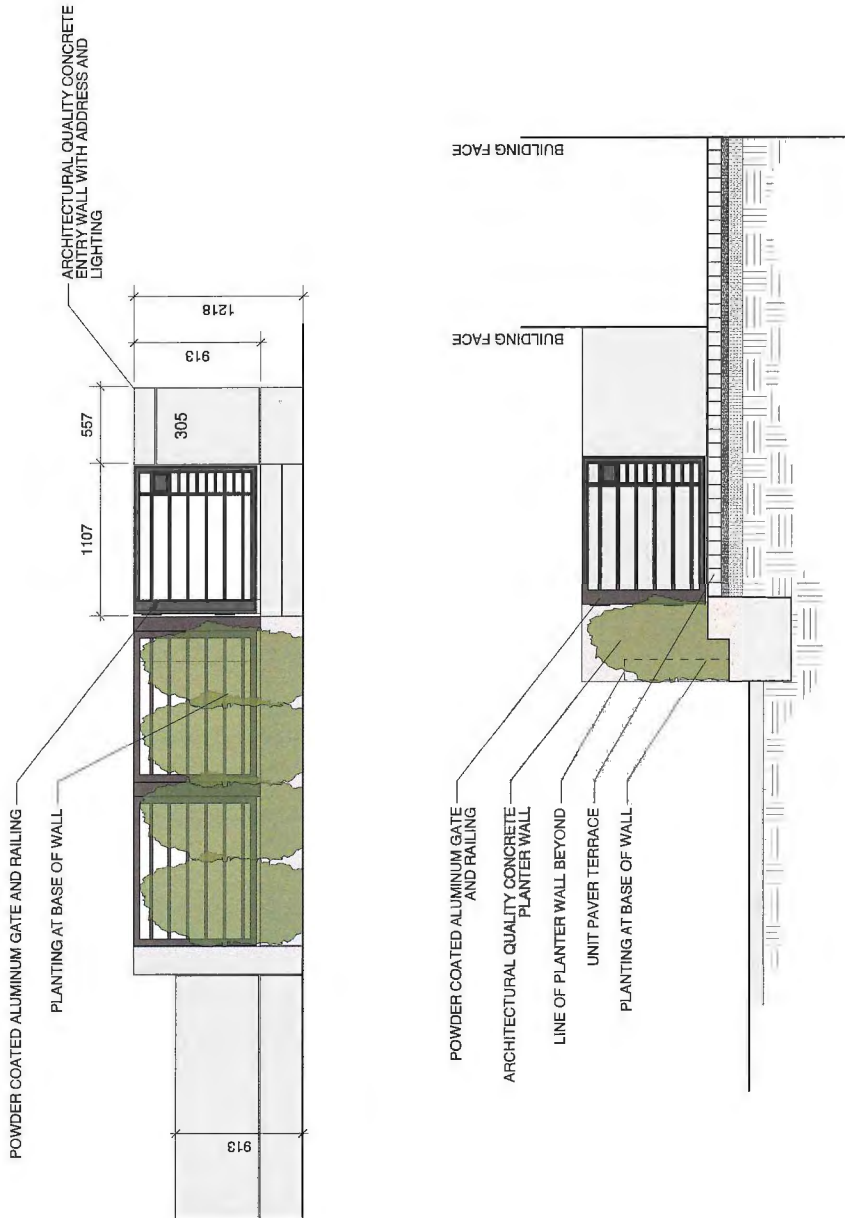 ARCHITECTURAL QUALITY CONCRETE
ENTRY WALL WITH ADDRESS AND
LIGHTING
1218
913
557
305
1107
POWDER COATED ALUMINUM GATE AND RAILING
PLANTING AT BASE OF WALL
913
BUILDING FACE
BUILDING FACE
POWDER COATED ALUMINUM GATE
AND RAILING
ARCHITECTURAL QUALITY CONCRETE
PLANTER WALL
LINE OF PLANTER WALL BEYOND
UNIT PAVER TERRACE
PLANTING AT BASE OF WALL